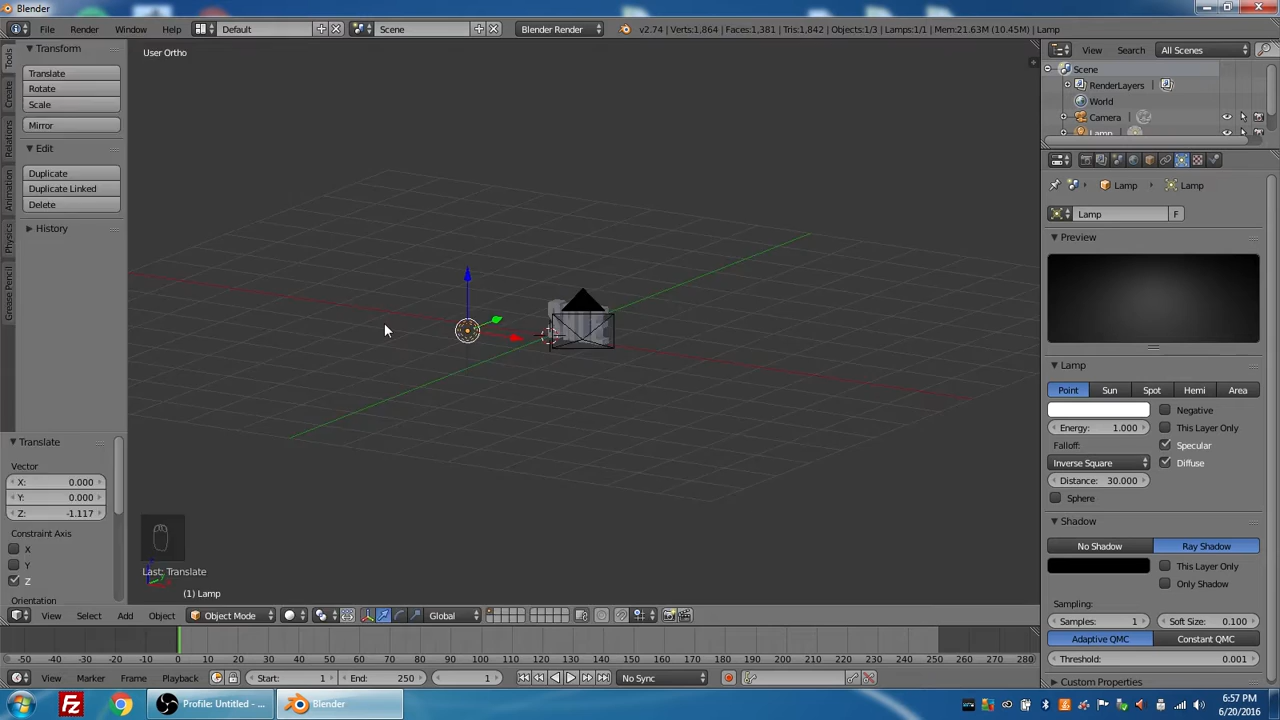 Blender
File Render Window Help Default Scene Blender Render v2.74 | Verts:1,864 | Faces:1,381 | Tris:1,842 | Objects:1/3 | Lamps:1/1 | Mem:21.63M (10.45M) | Lamp
Tools
Create
Relations
Animation
Physics
Grease Pencil
Transform
Translate
Rotate
Scale
Mirror
Edit
Duplicate
Duplicate Linked
Delete
History
Translate
Vector
X: 0.000
Y: 0.000
Z: -1.117
Constraint Axis
X
Y
Z
Orientation
User Ortho
Last: Translate
(1) Lamp
View Select Add Object Object Mode Global
-50 -40 -30 -20 -10 0 10 20 30 40 50 60 70 80 90 100 110 120 130 140 150 160 170 180 190 200 210 220 230 240 250 260 270 280
View Marker Frame Playback Start: 1 End: 250 1 No Sync
View Search All Scenes
Scene
RenderLayers
World
Camera
Lamp
Lamp Lamp
Lamp F
Preview
Lamp
Point Sun Spot Hemi Area
Negative
Energy: 1.000 This Layer Only
Falloff: Specular
Inverse Square Diffuse
Distance: 30.000
Sphere
Shadow
No Shadow Ray Shadow
This Layer Only
Only Shadow
Sampling:
Samples: 1 Soft Size: 0.100
Adaptive QMC Constant QMC
Threshold: 0.001
Custom Properties
Profile: Untitled - ... Blender
6:57 PM
6/20/2016